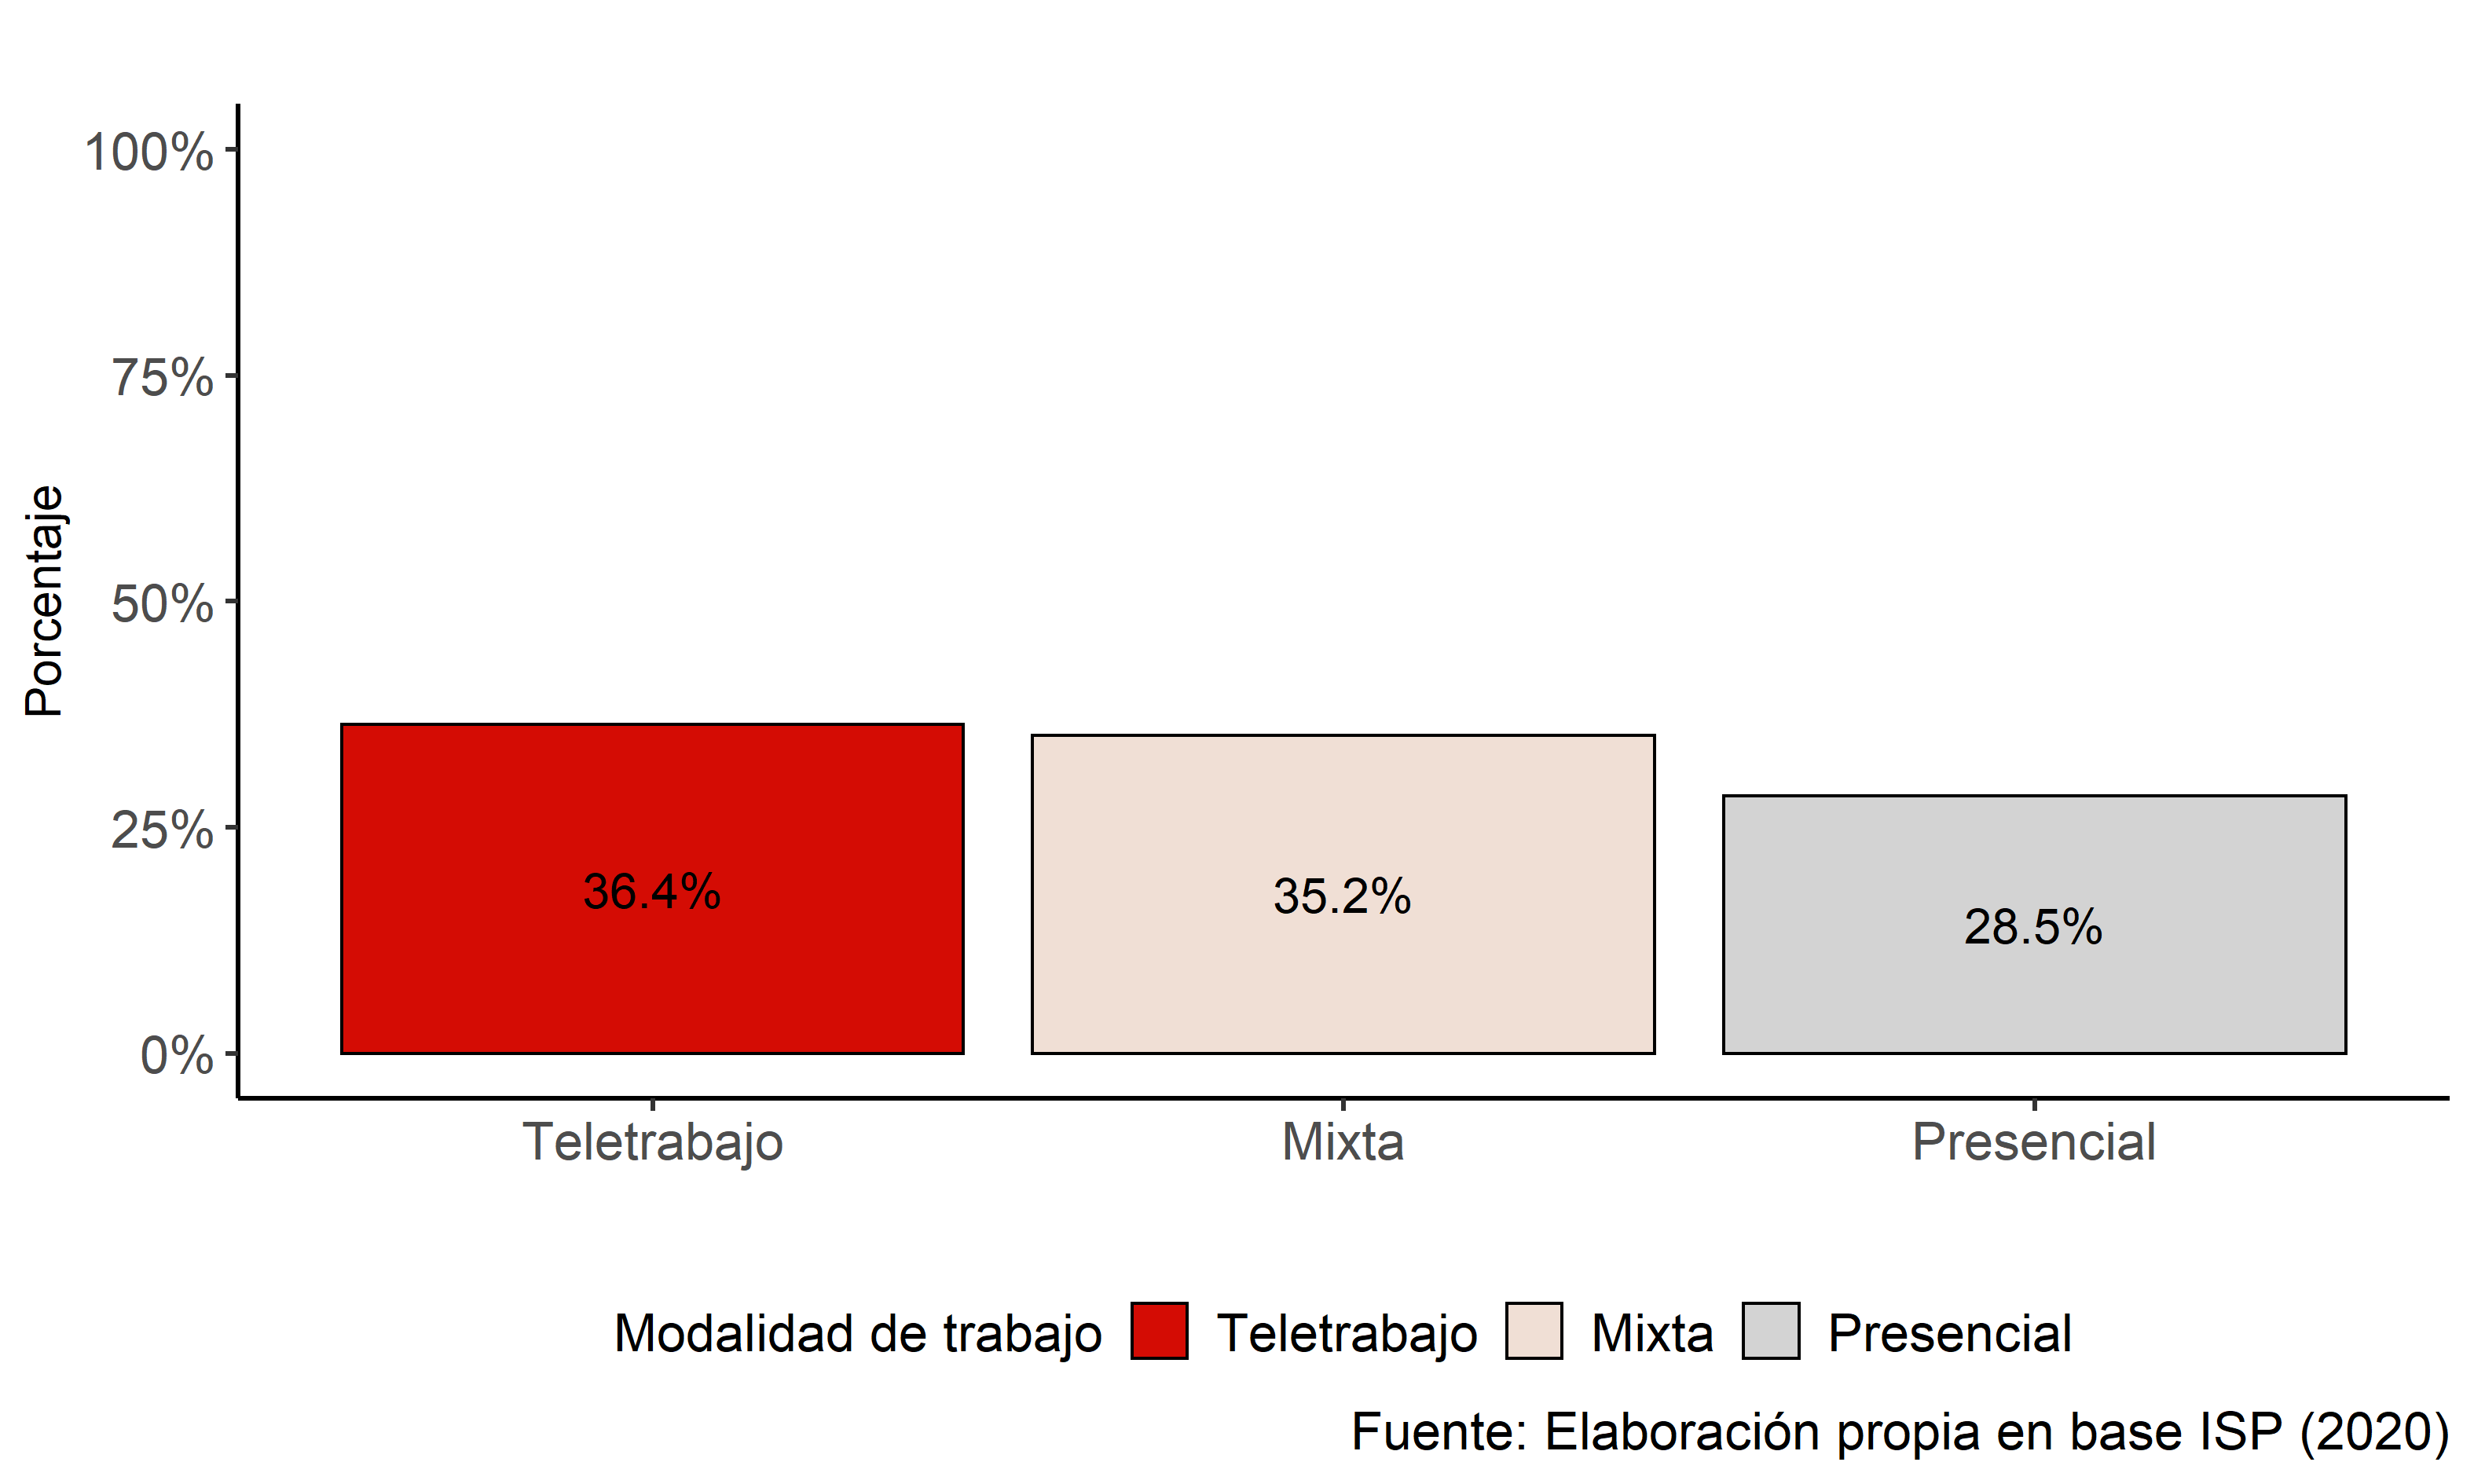 Porcentaje
100%
75%
50%
25%
0%
36.4%
35.2%
28.5%
Teletrabajo
Mixta
Presencial
Modalidad de trabajo Teletrabajo Mixta Presencial
Fuente: Elaboración propia en base ISP (2020)